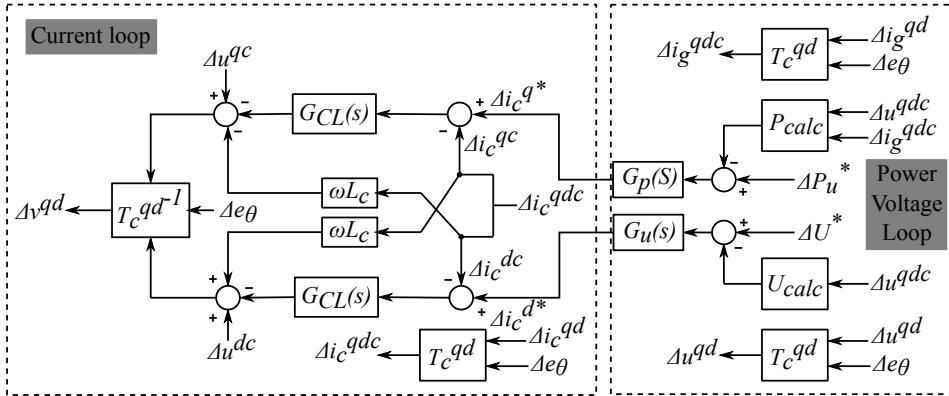 Current loop
Δu^qc
+
−
−
G_CL(s)
+
−
Δi_c^q*
Δi_c^qc
ωL_c
ωL_c
Δv^qd
T_c^qd-1
Δe_θ
Δi_c^qdc
+
−
+
G_CL(s)
−
+
Δi_c^dc
Δi_c^d*
Δu^dc
Δi_c^qdc
T_c^qd
Δi_c^qd
Δe_θ
Δi_g^qdc
T_c^qd
Δi_g^qd
Δe_θ
P_calc
Δu^qdc
Δi_g^qdc
−
+
G_p(S)
ΔP_u^*
Power
Voltage
Loop
G_u(s)
+
−
ΔU^*
U_calc
Δu^qdc
Δu^qd
T_c^qd
Δu^qd
Δe_θ